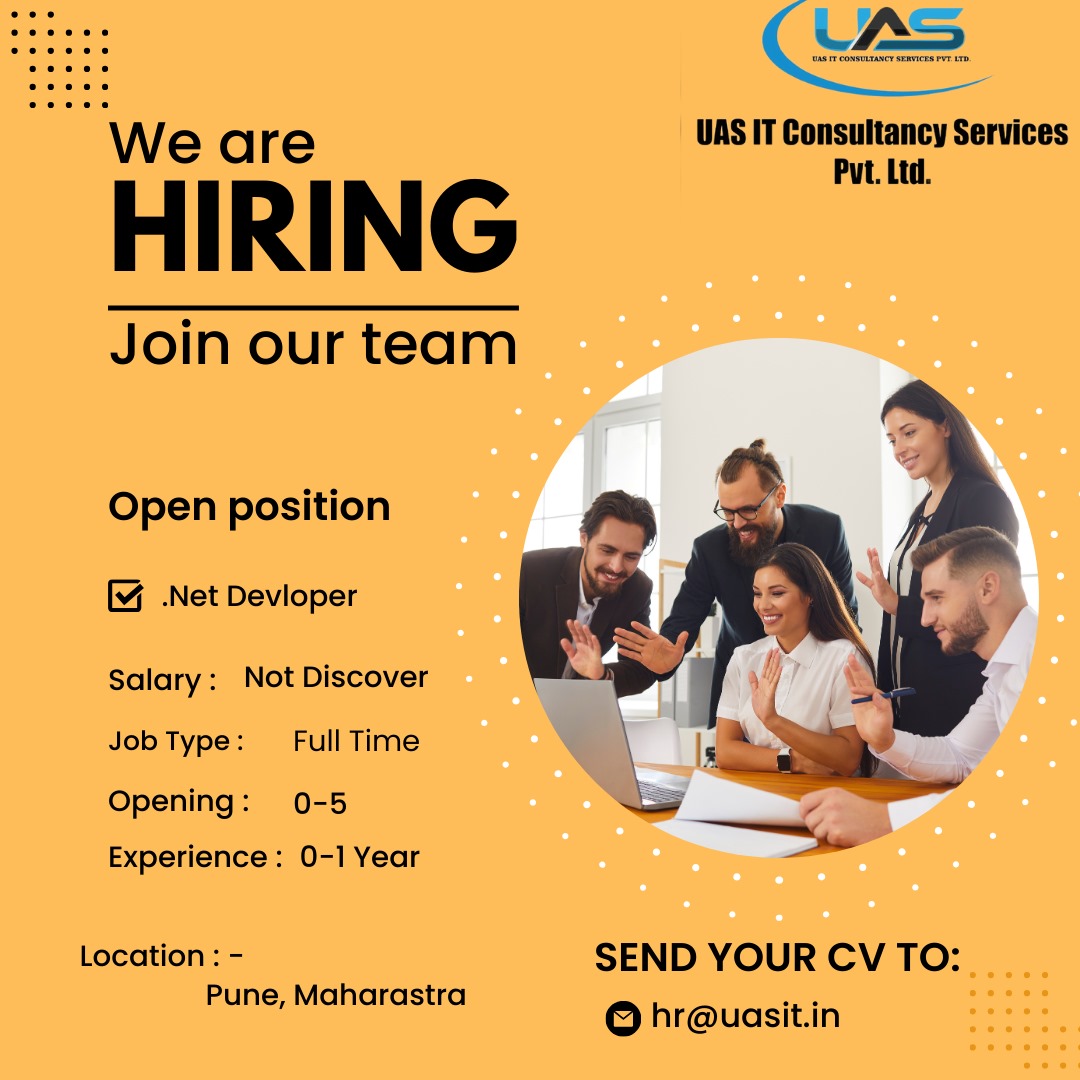 UAS
UAS IT CONSULTANCY SERVICES PVT. LTD.
UAS IT Consultancy Services
Pvt. Ltd.
We are
HIRING
Join our team
Open position
.Net Devloper
Salary : Not Discover
Job Type : Full Time
Opening : 0-5
Experience : 0-1 Year
Location : -
Pune, Maharastra
SEND YOUR CV TO:
hr@uasit.in